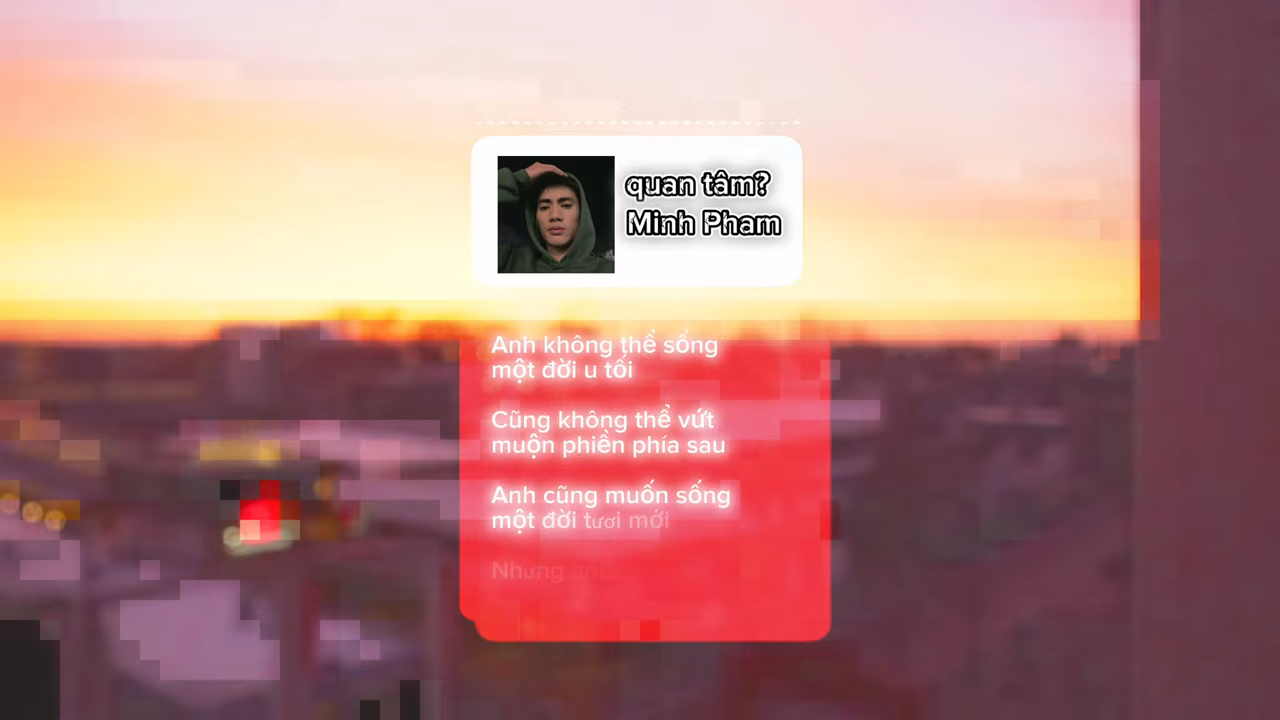 quan tâm?
Minh Pham
Anh không thể sống
một đời u tối
Cũng không thể vứt
muộn phiền phía sau
Anh cũng muốn sống
một đời tươi mới
Những